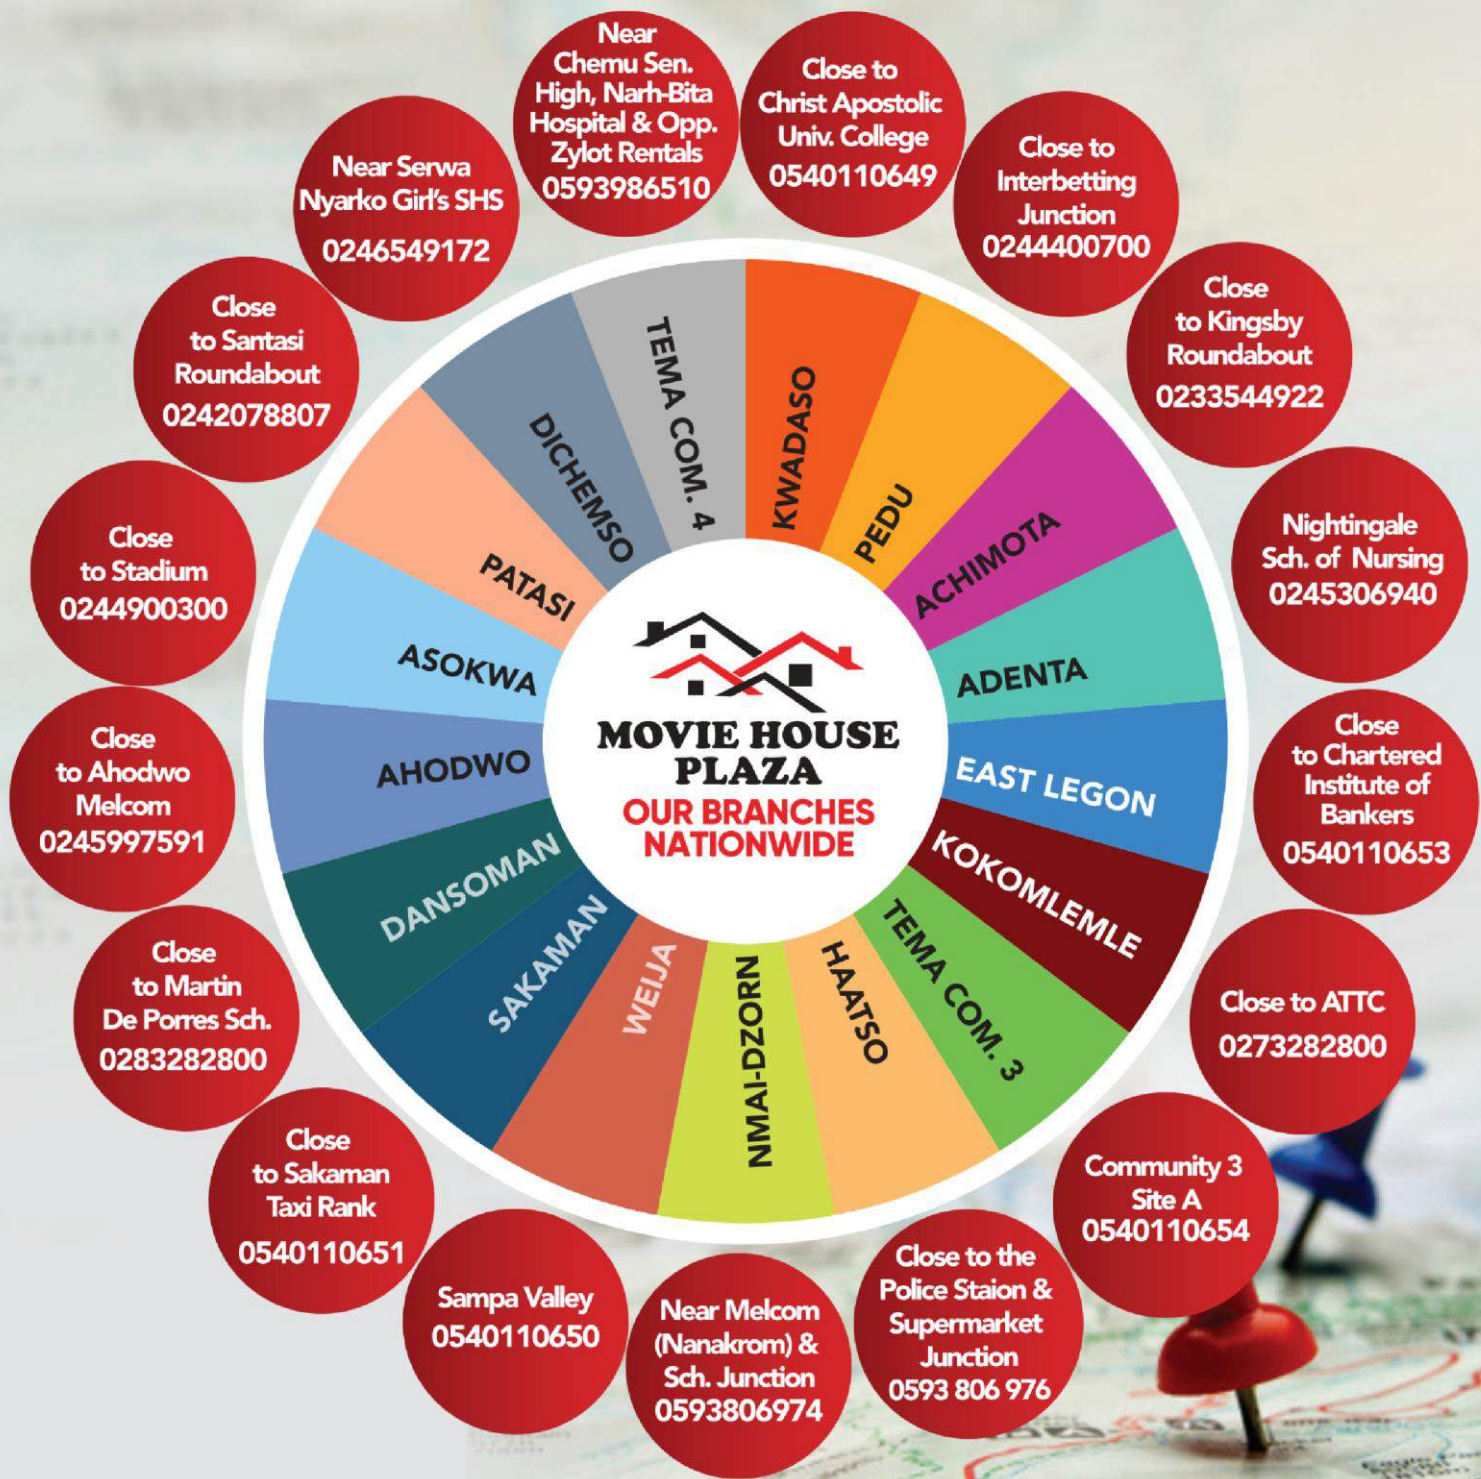 Near
Chemu Sen.
High, Narh-Bita
Hospital & Opp.
Zylot Rentals
0593986510
Close to
Christ Apostolic
Univ. College
0540110649
Close to
Interbetting
Junction
0244400700
Close
to Kingsby
Roundabout
0233544922
Nightingale
Sch. of Nursing
0245306940
Close
to Chartered
Institute of
Bankers
0540110653
Close to ATTC
0273282800
Community 3
Site A
0540110654
Close to the
Police Staion &
Supermarket
Junction
0593 806 976
Near Melcom
(Nanakrom) &
Sch. Junction
0593806974
Sampa Valley
0540110650
Close
to Sakaman
Taxi Rank
0540110651
Close
to Martin
De Porres Sch.
0283282800
Close
to Ahodwo
Melcom
0245997591
Close
to Stadium
0244900300
Close
to Santasi
Roundabout
0242078807
Near Serwa
Nyarko Girl's SHS
0246549172
TEMA COM. 4
KWADASO
PEDU
ACHIMOTA
ADENTA
EAST LEGON
KOKOMLEMLE
TEMA COM. 3
HAATSO
NMAI-DZORN
WEIJA
SAKAMAN
DANSOMAN
AHODWO
ASOKWA
PATASI
DICHEMSO
MOVIE HOUSE
PLAZA
OUR BRANCHES
NATIONWIDE